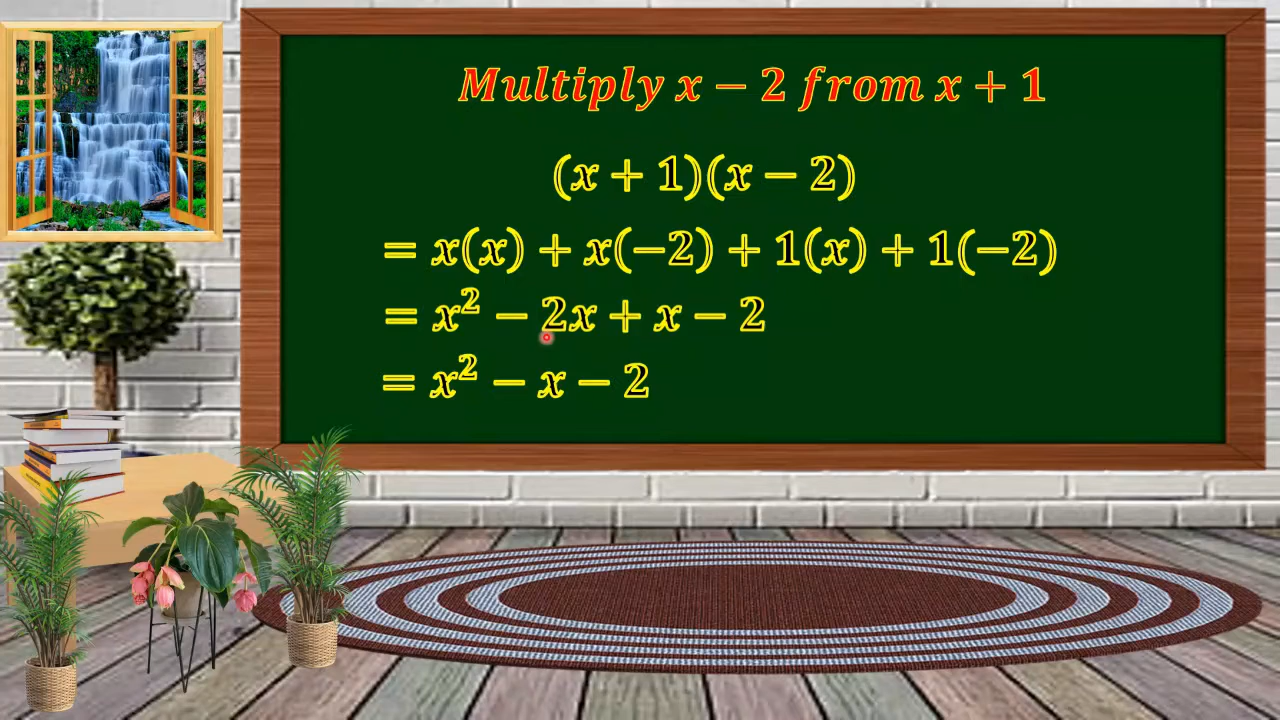 Multiply x − 2 from x + 1
(x + 1)(x − 2)
= x(x) + x(−2) + 1(x) + 1(−2)
= x² − 2x + x − 2
= x² − x − 2